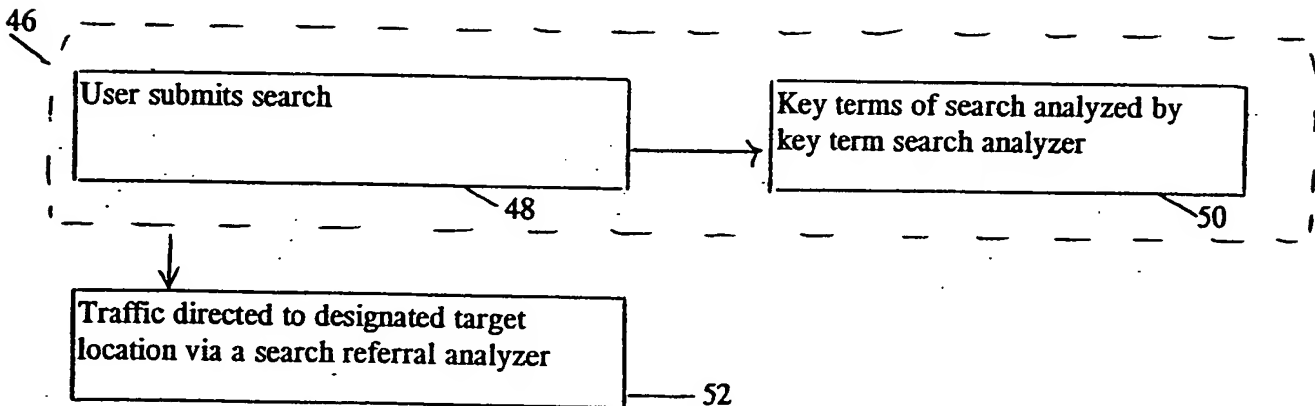 46
User submits search
48
Key terms of search analyzed by
key term search analyzer
50
Traffic directed to designated target
location via a search referral analyzer
52